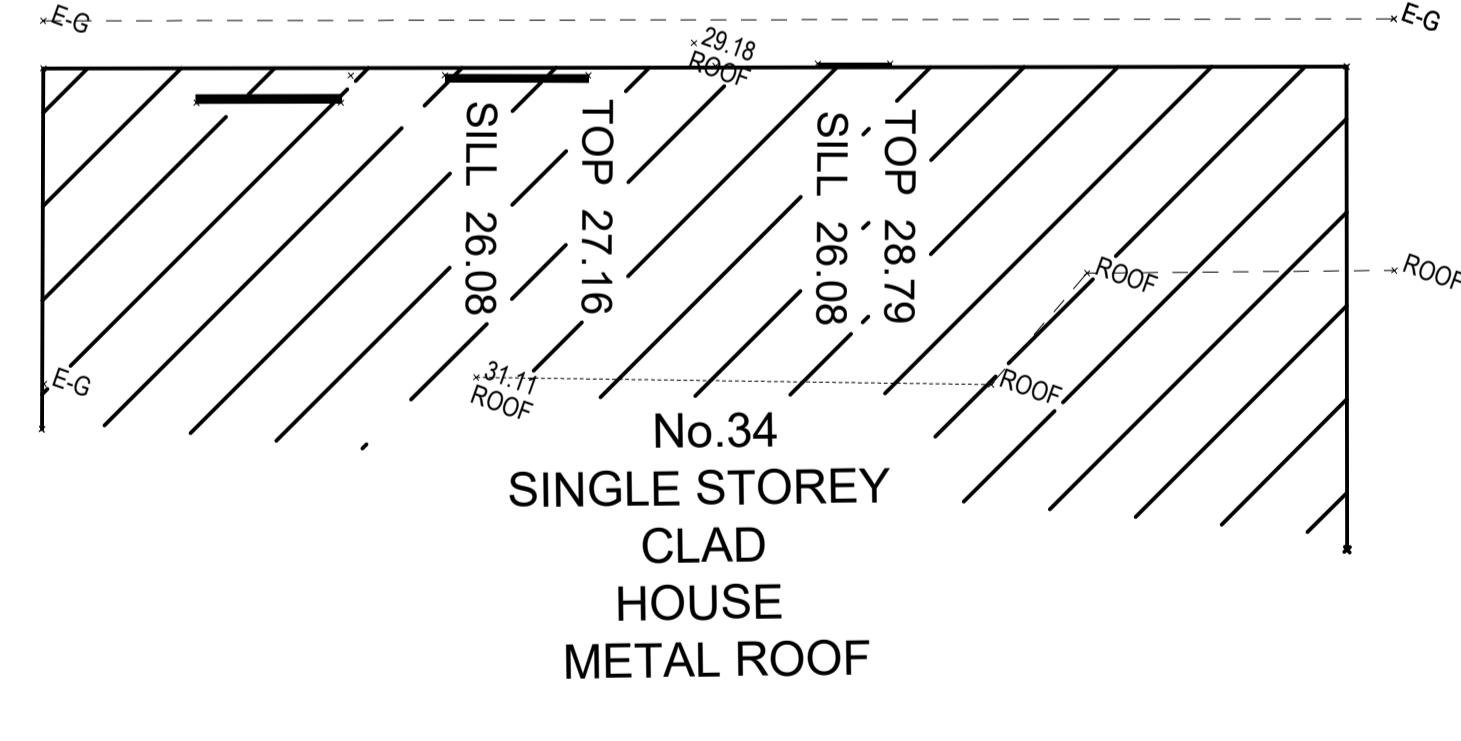 E-G
E-G
29.18
ROOF
SILL 26.08
TOP 27.16
SILL 26.08
TOP 28.79
ROOF
ROOF
E-G
31.11
ROOF
ROOF
No.34
SINGLE STOREY
CLAD
HOUSE
METAL ROOF